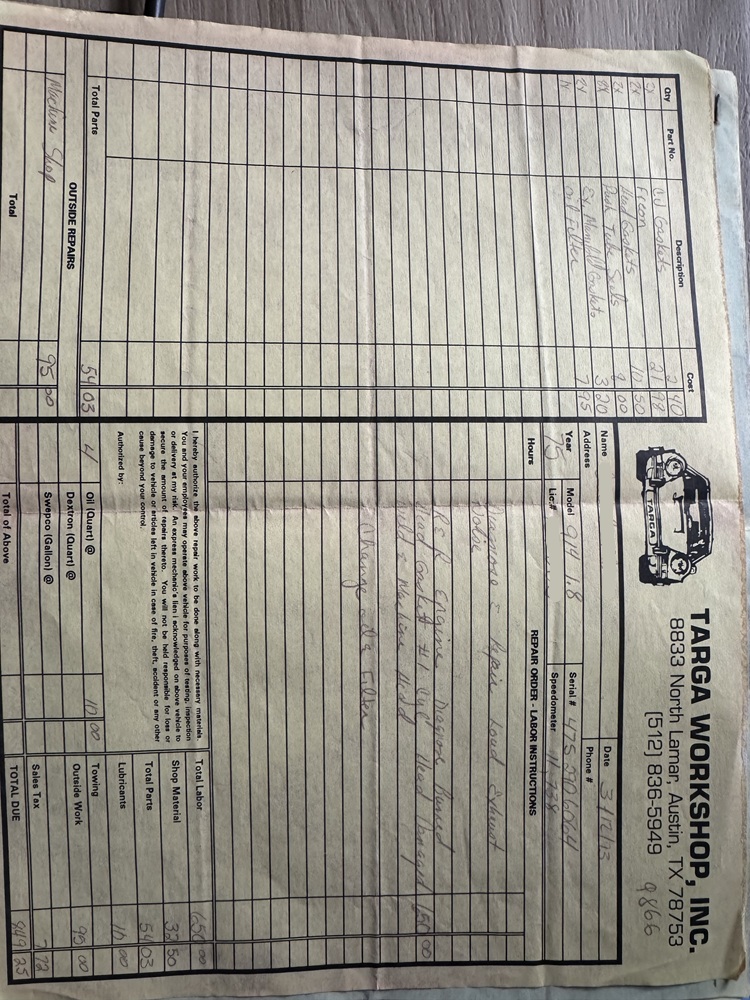 TARGA WORKSHOP, INC.
8833 North Lamar, Austin, TX 78753
(512) 836-5949
9866
TARGA
Qty Part No. Description Cost
2x CV Gaskets 2 40
Freon 21 98
2x Head Gaskets 10 50
Push Tube Seals 8 00
2x Ex Manifold Gaskets 3 20
1x Oil Filter 7 95
Total Parts 54 03
OUTSIDE REPAIRS
Machine Shop 95 00
Total
Name Date 3/12/13
Address Phone #
Year 75 Model 914 1.8 Serial # 475
Lic.# Speedometer
Hours REPAIR ORDER - LABOR INSTRUCTIONS
Diagnose & Repair Loud Exhaust
Noise
R & R Engine Diagnose Burned
Head Gasket #1 Cyl Head 650 00
& Machine
Change Oil & Filter
I hereby authorize the above repair work to be done along with necessary materials.
You and your employees may operate above vehicle for purposes of testing, inspection
or delivery at my risk. An express mechanic's lien i acknowledged on above vehicle to
secure the amount of repairs thereto. You will not be held responsible for loss or
damage to vehicle or articles left in vehicle in case of fire, theft, accident or any other
cause beyond your control.
Authorized by:
4 Oil (Quart) @ 10 00
Dextron (Quart) @
Swepco (Gallon) @
Total of Above
Total Labor 650 00
Shop Material 32 50
Total Parts 54 03
Lubricants 10 00
Towing
Outside Work 95 00
Sales Tax 7 72
TOTAL DUE 849 25